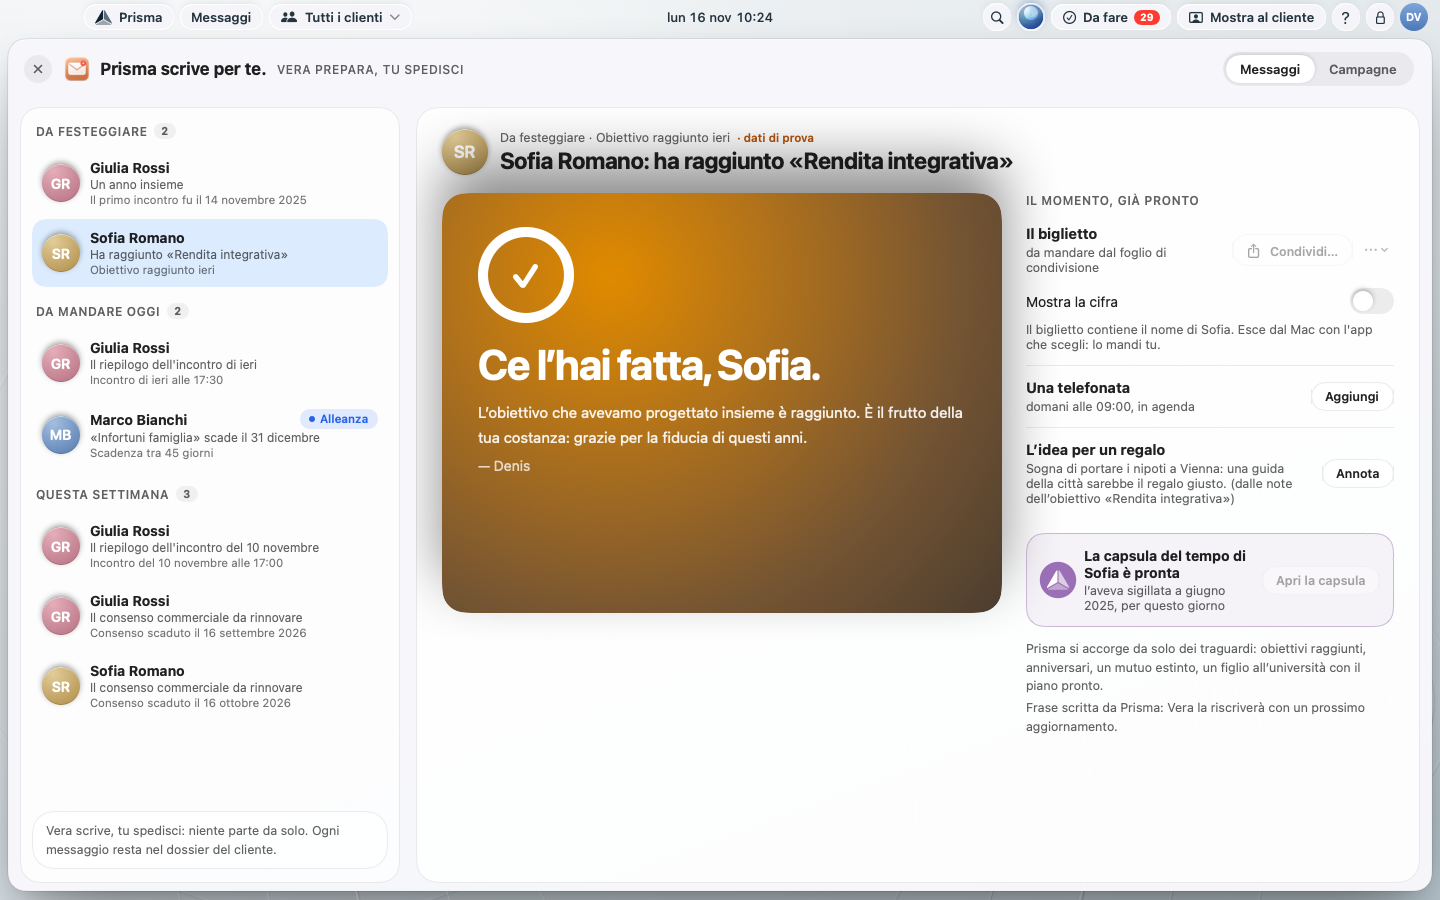 Prisma
Messaggi
Tutti i clienti
lun 16 nov 10:24
Da fare 29
Mostra al cliente
?
DV
Prisma scrive per te. VERA PREPARA, TU SPEDISCI
Messaggi
Campagne
DA FESTEGGIARE 2
GR
Giulia Rossi
Un anno insieme
Il primo incontro fu il 14 novembre 2025
SR
Sofia Romano
Ha raggiunto «Rendita integrativa»
Obiettivo raggiunto ieri
DA MANDARE OGGI 2
GR
Giulia Rossi
Il riepilogo dell'incontro di ieri
Incontro di ieri alle 17:30
MB
Marco Bianchi
Alleanza
«Infortuni famiglia» scade il 31 dicembre
Scadenza tra 45 giorni
QUESTA SETTIMANA 3
GR
Giulia Rossi
Il riepilogo dell'incontro del 10 novembre
Incontro del 10 novembre alle 17:00
GR
Giulia Rossi
Il consenso commerciale da rinnovare
Consenso scaduto il 16 settembre 2026
SR
Sofia Romano
Il consenso commerciale da rinnovare
Consenso scaduto il 16 ottobre 2026
Vera scrive, tu spedisci: niente parte da solo. Ogni
messaggio resta nel dossier del cliente.
SR
Da festeggiare · Obiettivo raggiunto ieri · dati di prova
Sofia Romano: ha raggiunto «Rendita integrativa»
Ce l'hai fatta, Sofia.
L'obiettivo che avevamo progettato insieme è raggiunto. È il frutto della
tua costanza: grazie per la fiducia di questi anni.
— Denis
IL MOMENTO, GIÀ PRONTO
Il biglietto
da mandare dal foglio di
condivisione
Condividi...
Mostra la cifra
Il biglietto contiene il nome di Sofia. Esce dal Mac con l'app
che scegli: lo mandi tu.
Una telefonata
domani alle 09:00, in agenda
Aggiungi
L'idea per un regalo
Sogna di portare i nipoti a Vienna: una guida
della città sarebbe il regalo giusto. (dalle note
dell'obiettivo «Rendita integrativa»)
Annota
La capsula del tempo di
Sofia è pronta
l'aveva sigillata a giugno
2025, per questo giorno
Apri la capsula
Prisma si accorge da solo dei traguardi: obiettivi raggiunti,
anniversari, un mutuo estinto, un figlio all'università con il
piano pronto.
Frase scritta da Prisma: Vera la riscriverà con un prossimo
aggiornamento.